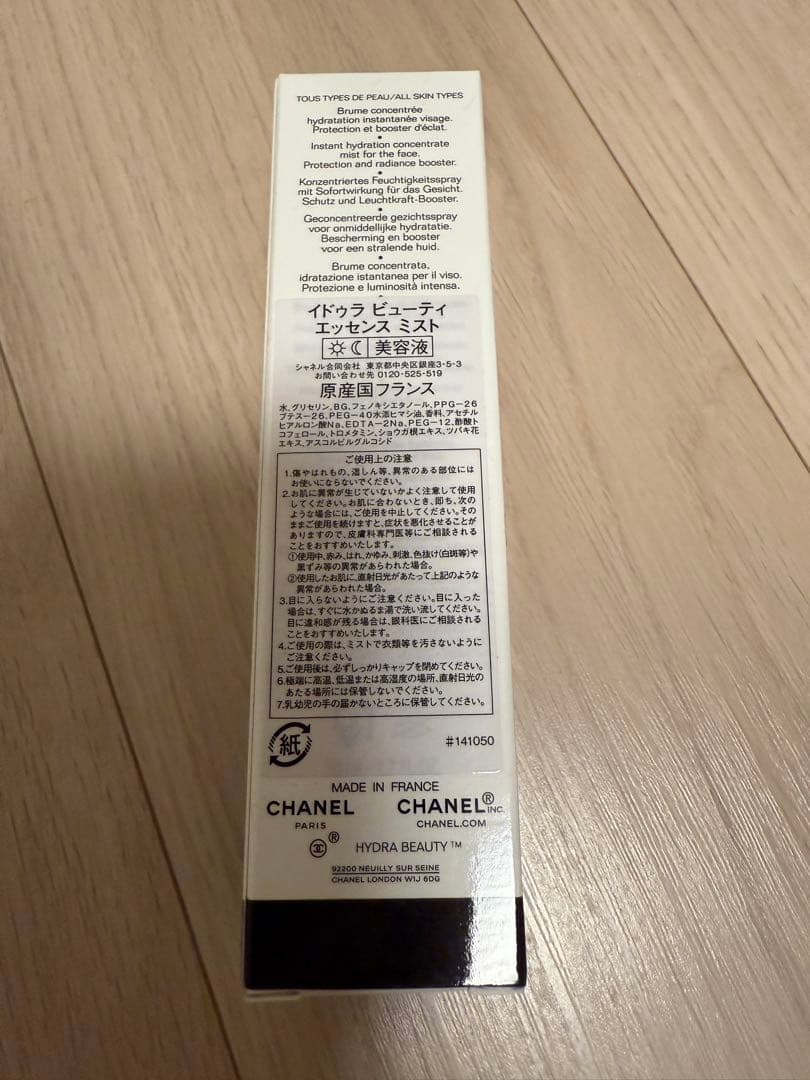 TOUS TYPES DE PEAU/ALL SKIN TYPES
Brume concentrée
hydratation instantanée visage.
Protection et booster d'éclat.
•
Instant hydration concentrate
mist for the face.
Protection and radiance booster.
•
Konzentriertes Feuchtigkeitsspray
mit Sofortwirkung für das Gesicht.
Schutz und Leuchtkraft-Booster.
•
Geconcentreerde gezichtsspray
voor onmiddellijke hydratatie.
Bescherming en booster
voor een stralende huid.
•
Brume concentrata,
idratazione istantanea per il viso.
Protezione e luminosità intensa.
イドゥラ ビューティ
エッセンス ミスト
美容液
シャネル合同会社 東京都中央区銀座3-5-3
お問い合わせ先 0120-525-519
原産国フランス
水、グリセリン、BG、フェノキシエタノール、PPG-26
ブテス-26、PEG-40水添ヒマシ油、香料、アセチル
ヒアルロン酸Na、EDTA-2Na、PEG-12、酢酸ト
コフェロール、トロメタミン、ショウガ根エキス、ツバキ花
エキス、アスコルビルグルコシド
ご使用上の注意
1.傷やはれもの、湿しん等、異常のある部位には
お使いにならないでください。
2.お肌に異常が生じていないかよく注意して使用
してください。お肌に合わないとき、即ち、次の
ような場合には、ご使用を中止してください。その
ままご使用を続けますと、症状を悪化させることが
ありますので、皮膚科専門医等にご相談される
ことをおすすめいたします。
①使用中、赤み、はれ、かゆみ、刺激、色抜け(白斑等)や
黒ずみ等の異常があらわれた場合。
②使用したお肌に、直射日光があたって上記のような
異常があらわれた場合。
3.目に入らないようにご注意ください。目に入った
場合は、すぐに水かぬるま湯で洗い流してください。
目に違和感が残る場合は、眼科医にご相談される
ことをおすすめいたします。
4.ご使用の際は、ミストで衣類等を汚さないように
ご注意ください。
5.ご使用後は、必ずしっかりキャップを閉めてください。
6.極端に高温、低温または高湿度の場所、直射日光の
あたる場所には保管しないでください。
7.乳幼児の手の届かないところに保管してください。
紙
#141050
MADE IN FRANCE
CHANEL CHANEL® INC.
PARIS CHANEL.COM
® HYDRA BEAUTY™
92200 NEUILLY SUR SEINE
CHANEL LONDON W1J 6DG